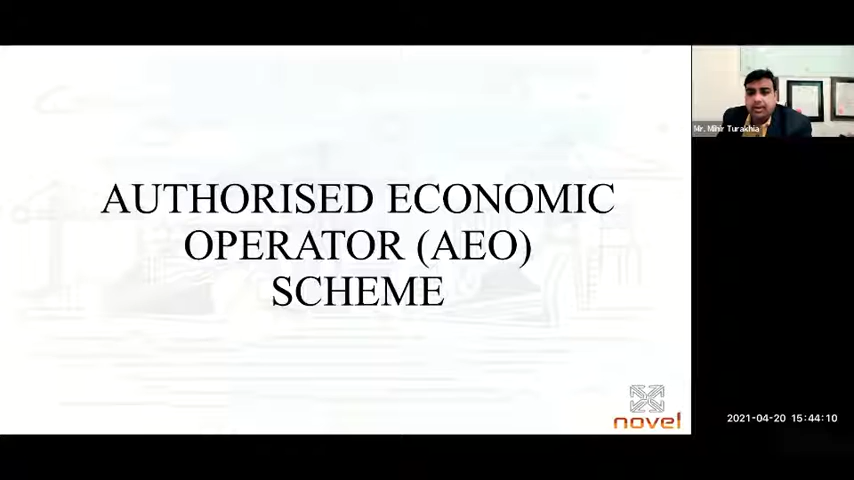 AUTHORISED ECONOMIC
OPERATOR (AEO)
SCHEME
Mr. Mihir Turakhia
novel
2021-04-20 15:44:10